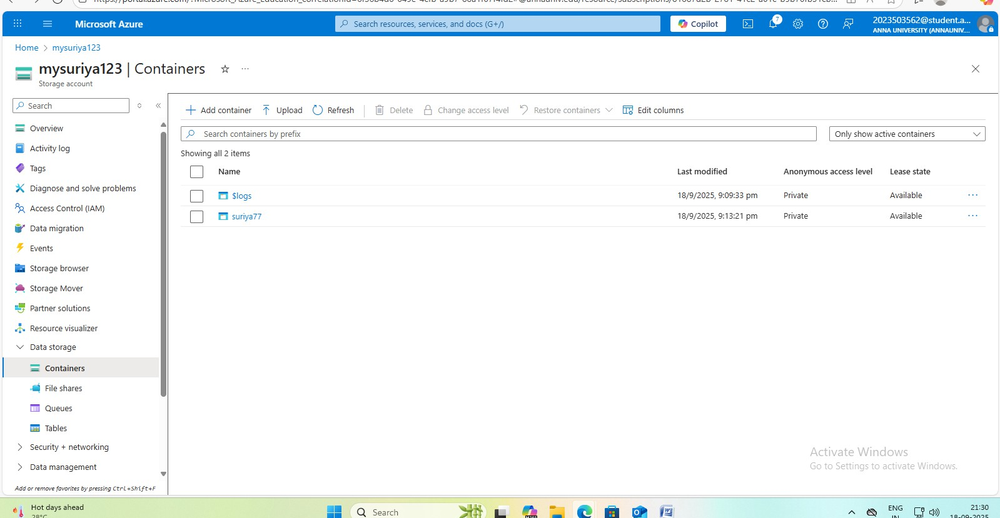 Microsoft Azure
Search resources, services, and docs (G+/)
Copilot
7
2023503562@student.a...
ANNA UNIVERSITY (ANNAUNIV....
Home > mysuriya123
mysuriya123 | Containers
Storage account
Search
Overview
Activity log
Tags
Diagnose and solve problems
Access Control (IAM)
Data migration
Events
Storage browser
Storage Mover
Partner solutions
Resource visualizer
Data storage
Containers
File shares
Queues
Tables
Security + networking
Data management
Add or remove favorites by pressing Ctrl+Shift+F
Add container Upload Refresh Delete Change access level Restore containers Edit columns
Search containers by prefix
Only show active containers
Showing all 2 items
Name Last modified Anonymous access level Lease state
$logs 18/9/2025, 9:09:33 pm Private Available ...
suriya77 18/9/2025, 9:13:21 pm Private Available ...
Activate Windows
Go to Settings to activate Windows.
Hot days ahead
28°C
Search
ENG
IN
21:30
18-09-2025